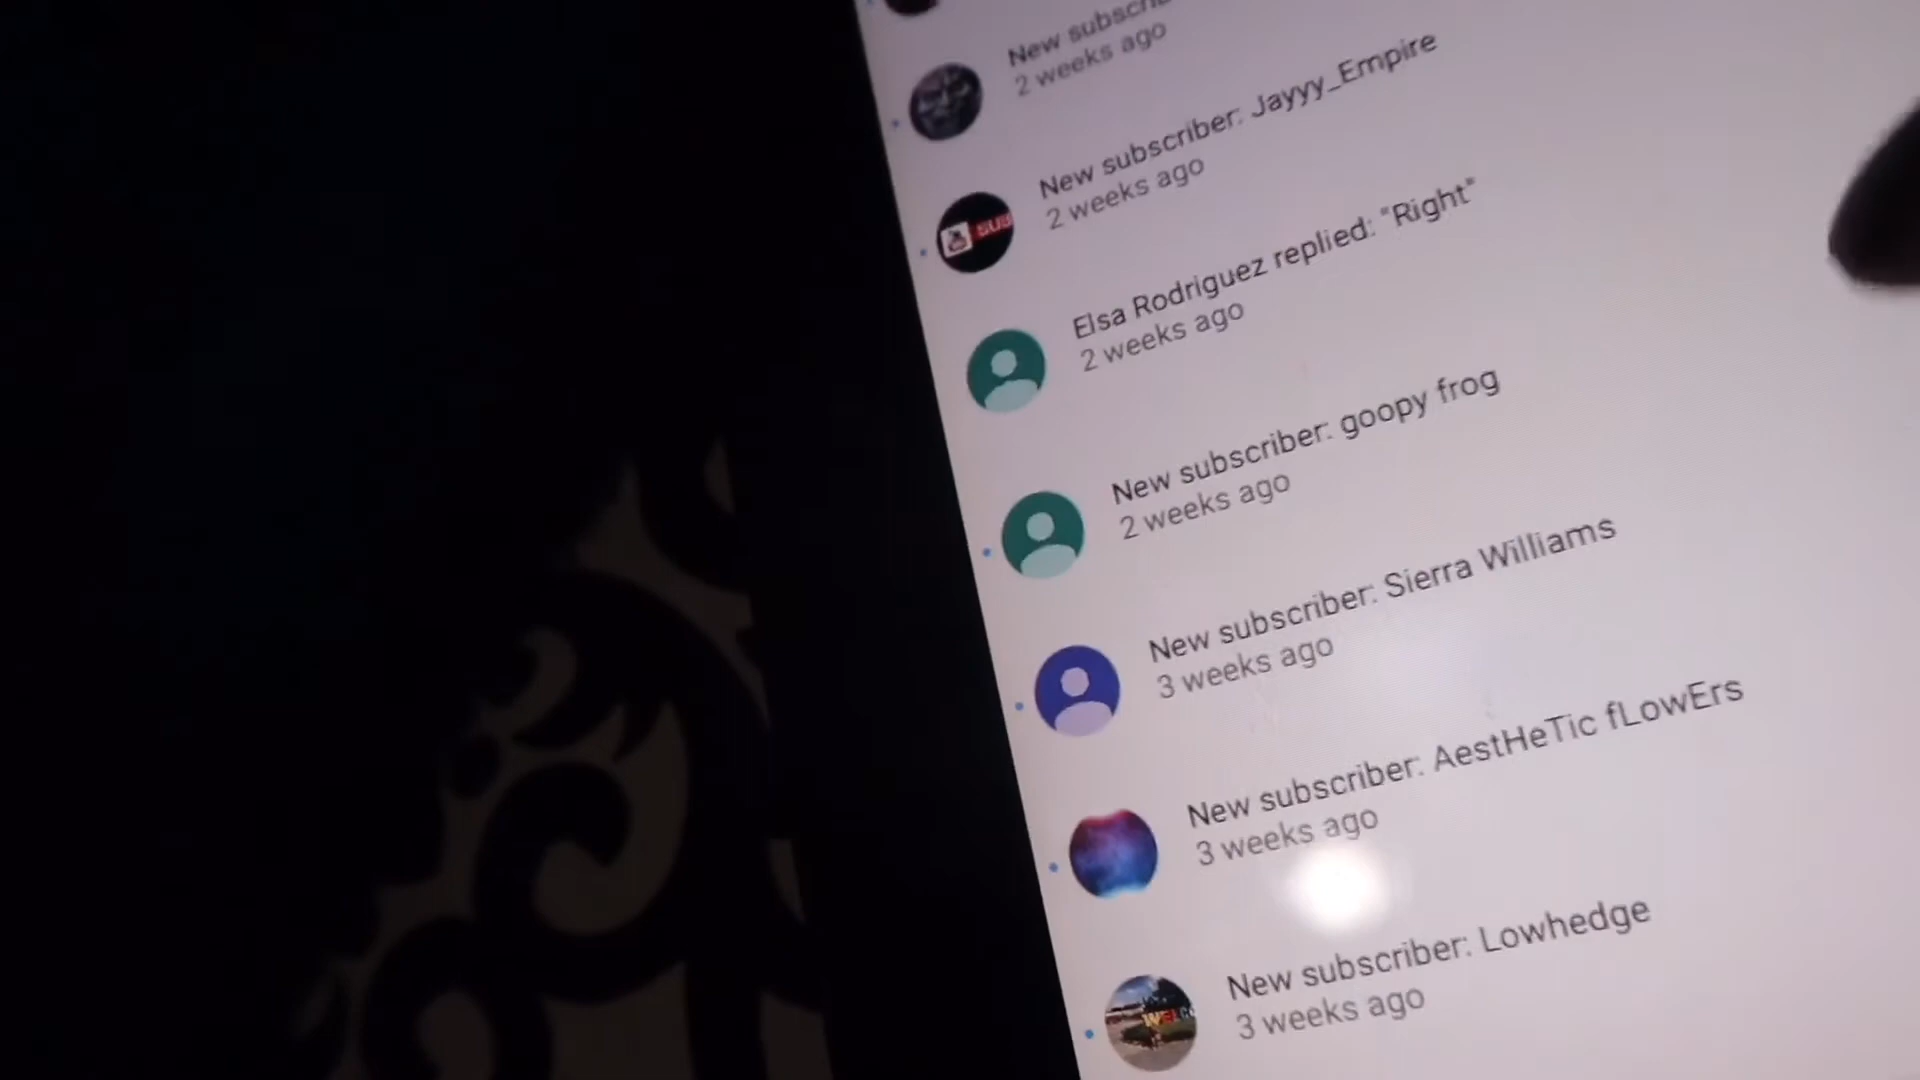 New
2 weeks ago
New subscriber: Jayyy_Empire
2 weeks ago
SUB
Elsa Rodriguez replied: "Right"
2 weeks ago
New subscriber: goopy frog
2 weeks ago
New subscriber: Sierra Williams
3 weeks ago
New subscriber: AestHeTic fLowErs
3 weeks ago
New subscriber: Lowhedge
3 weeks ago